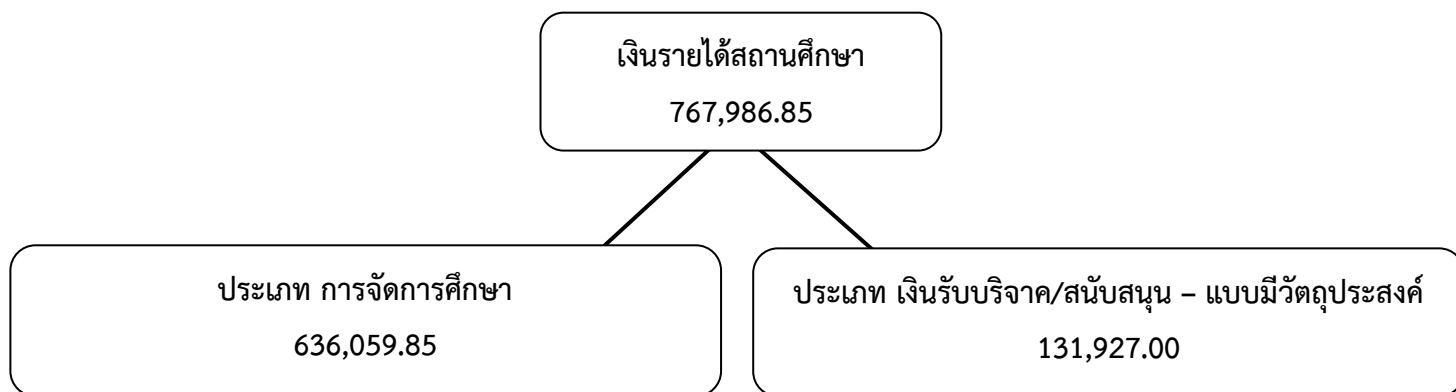 เงินรายได้สถานศึกษา
767,986.85
ประเภท การจัดการศึกษา
636,059.85
ประเภท เงินรับบริจาค/สนับสนุน – แบบมีวัตถุประสงค์
131,927.00